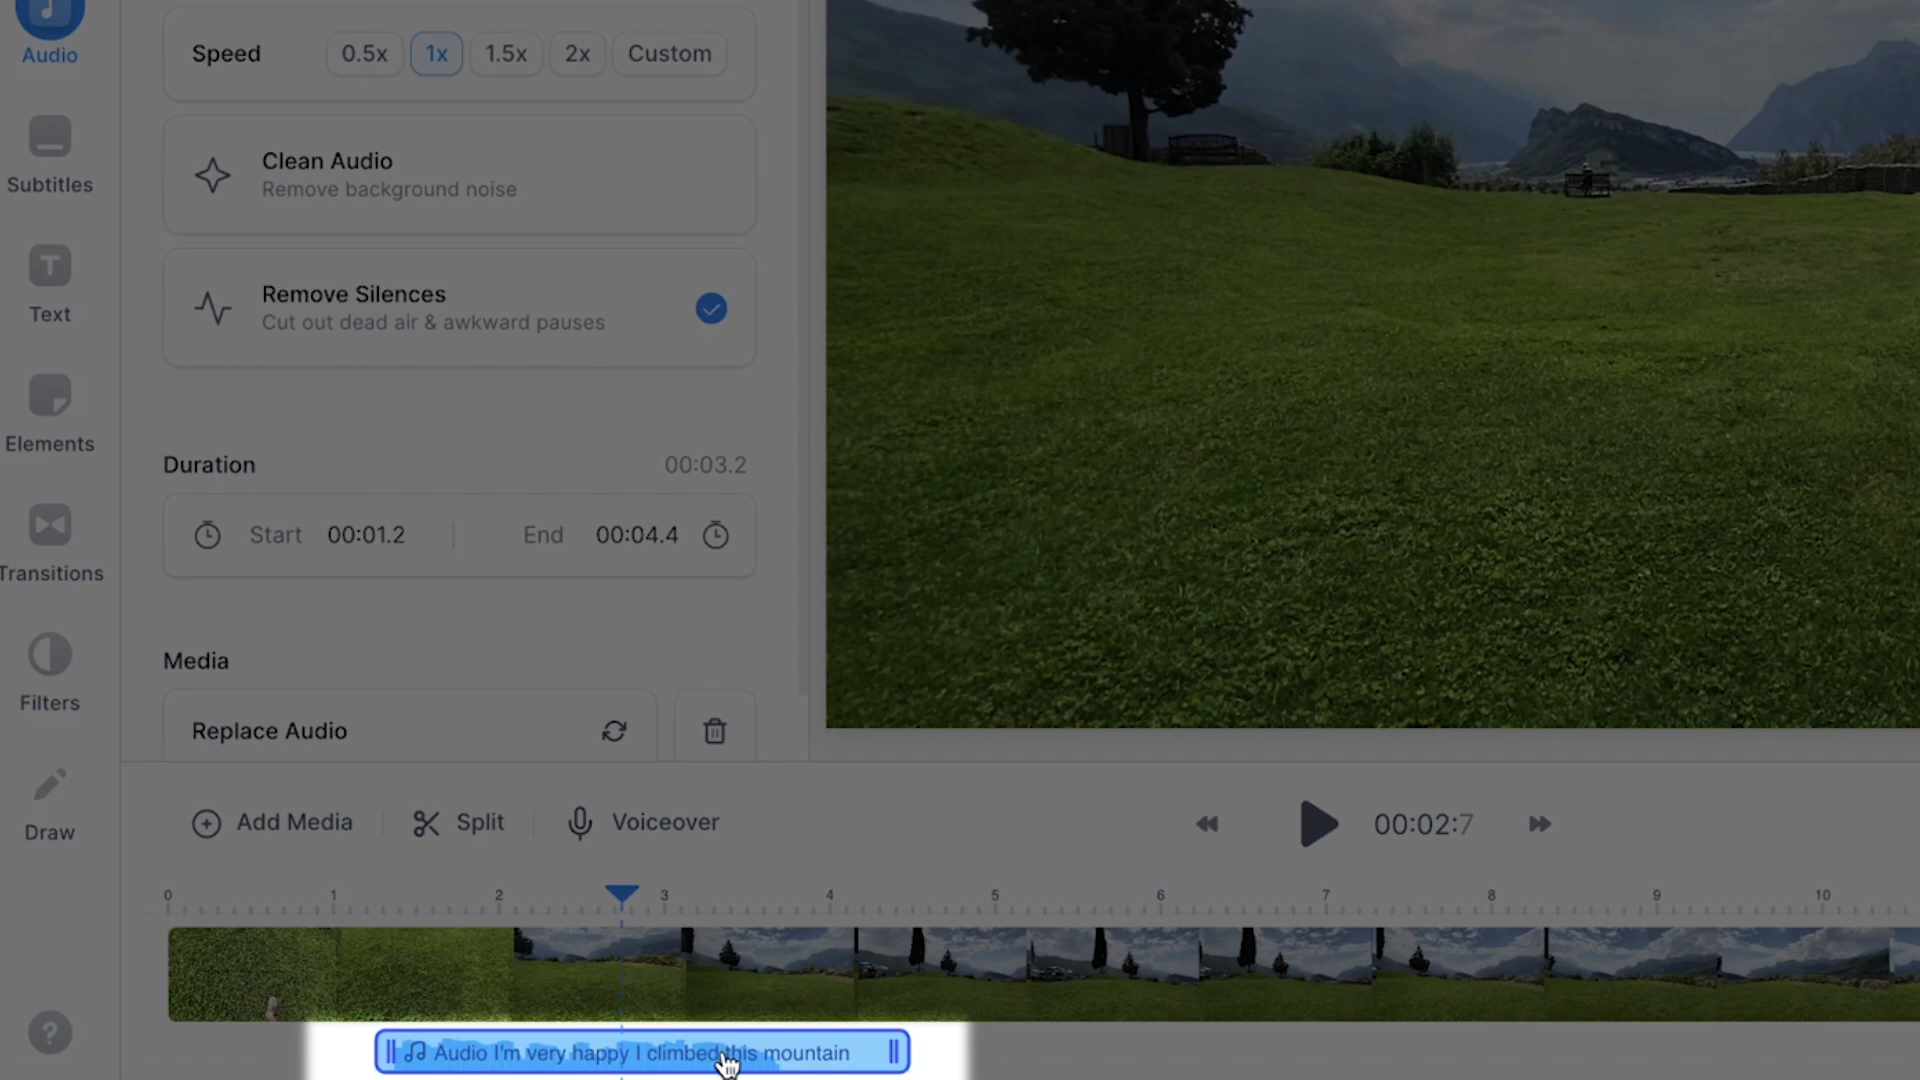 Audio
Speed 0.5x 1x 1.5x 2x Custom
Subtitles
Clean Audio
Remove background noise
Text
Remove Silences
Cut out dead air & awkward pauses
Elements
Duration 00:03.2
Start 00:01.2 End 00:04.4
Transitions
Media
Filters
Replace Audio
Draw
Add Media Split Voiceover 00:02:7
0 1 2 3 4 5 6 7 8 9 10
?
Audio I'm very happy I climbed this mountain